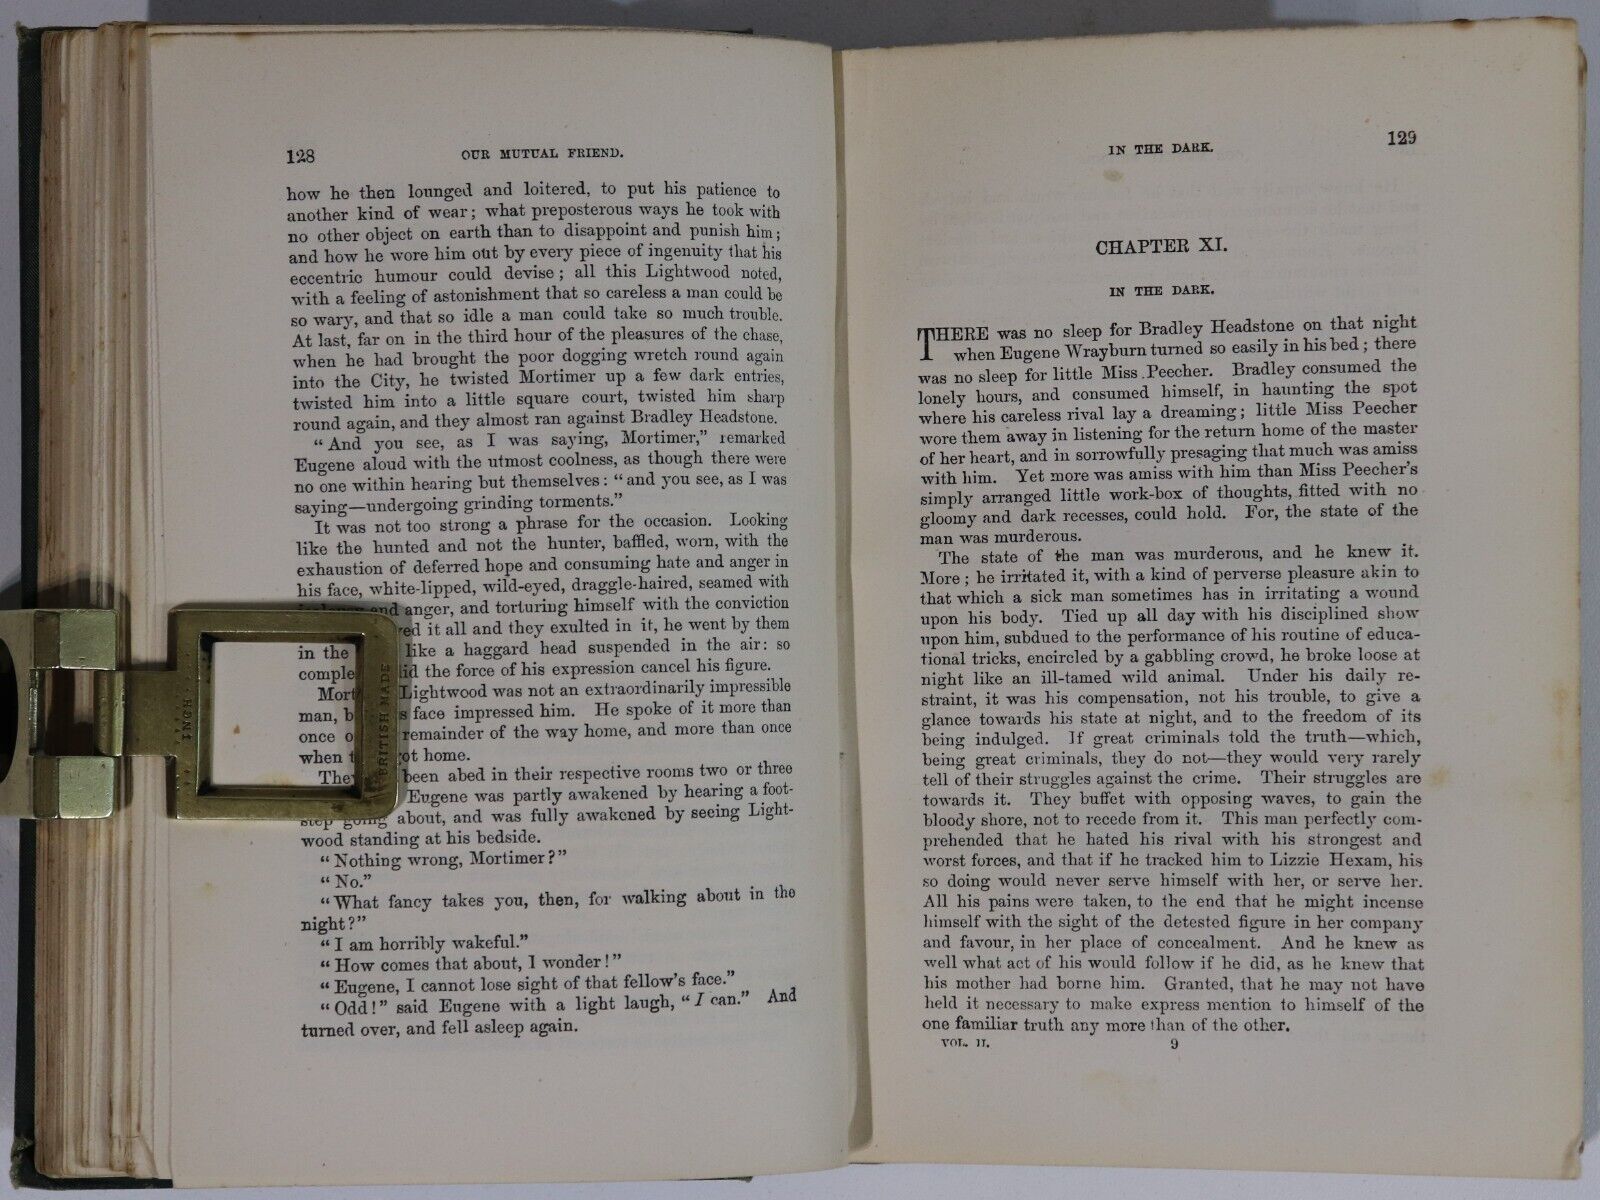 128 OUR MUTUAL FRIEND.
how he then lounged and loitered, to put his patience to
another kind of wear; what preposterous ways he took with
no other object on earth than to disappoint and punish him;
and how he wore him out by every piece of ingenuity that his
eccentric humour could devise; all this Lightwood noted,
with a feeling of astonishment that so careless a man could be
so wary, and that so idle a man could take so much trouble.
At last, far on in the third hour of the pleasures of the chase,
when he had brought the poor dogging wretch round again
into the City, he twisted Mortimer up a few dark entries,
twisted him into a little square court, twisted him sharp
round again, and they almost ran against Bradley Headstone.
“And you see, as I was saying, Mortimer,” remarked
Eugene aloud with the utmost coolness, as though there were
no one within hearing but themselves: “and you see, as I was
saying—undergoing grinding torments.”
It was not too strong a phrase for the occasion. Looking
like the hunted and not the hunter, baffled, worn, with the
exhaustion of deferred hope and consuming hate and anger in
his face, white-lipped, wild-eyed, draggle-haired, seamed with
and anger, and torturing himself with the conviction
it all and they exulted in it, he went by them
in the like a haggard head suspended in the air: so
the force of his expression cancel his figure.
Lightwood was not an extraordinarily impressible
man, face impressed him. He spoke of it more than
once remainder of the way home, and more than once
when home.
been abed in their respective rooms two or three
Eugene was partly awakened by hearing a foot-
step going about, and was fully awakened by seeing Light-
wood standing at his bedside.
“Nothing wrong, Mortimer?”
“No.”
“What fancy takes you, then, for walking about in the
night?”
“I am horribly wakeful.”
“How comes that about, I wonder!”
“Eugene, I cannot lose sight of that fellow’s face.”
“Odd!” said Eugene with a light laugh, “I can.” And
turned over, and fell asleep again.
1 INCH
BRITISH MADE
IN THE DARK. 129
CHAPTER XI.
IN THE DARK.
THERE was no sleep for Bradley Headstone on that night
when Eugene Wrayburn turned so easily in his bed; there
was no sleep for little Miss Peecher. Bradley consumed the
lonely hours, and consumed himself, in haunting the spot
where his careless rival lay a dreaming; little Miss Peecher
wore them away in listening for the return home of the master
of her heart, and in sorrowfully presaging that much was amiss
with him. Yet more was amiss with him than Miss Peecher’s
simply arranged little work-box of thoughts, fitted with no
gloomy and dark recesses, could hold. For, the state of the
man was murderous.
The state of the man was murderous, and he knew it.
More; he irritated it, with a kind of perverse pleasure akin to
that which a sick man sometimes has in irritating a wound
upon his body. Tied up all day with his disciplined show
upon him, subdued to the performance of his routine of educa-
tional tricks, encircled by a gabbling crowd, he broke loose at
night like an ill-tamed wild animal. Under his daily re-
straint, it was his compensation, not his trouble, to give a
glance towards his state at night, and to the freedom of its
being indulged. If great criminals told the truth—which,
being great criminals, they do not—they would very rarely
tell of their struggles against the crime. Their struggles are
towards it. They buffet with opposing waves, to gain the
bloody shore, not to recede from it. This man perfectly com-
prehended that he hated his rival with his strongest and
worst forces, and that if he tracked him to Lizzie Hexam, his
so doing would never serve himself with her, or serve her.
All his pains were taken, to the end that he might incense
himself with the sight of the detested figure in her company
and favour, in her place of concealment. And he knew as
well what act of his would follow if he did, as he knew that
his mother had borne him. Granted, that he may not have
held it necessary to make express mention to himself of the
one familiar truth any more than of the other.
VOL. II. 9